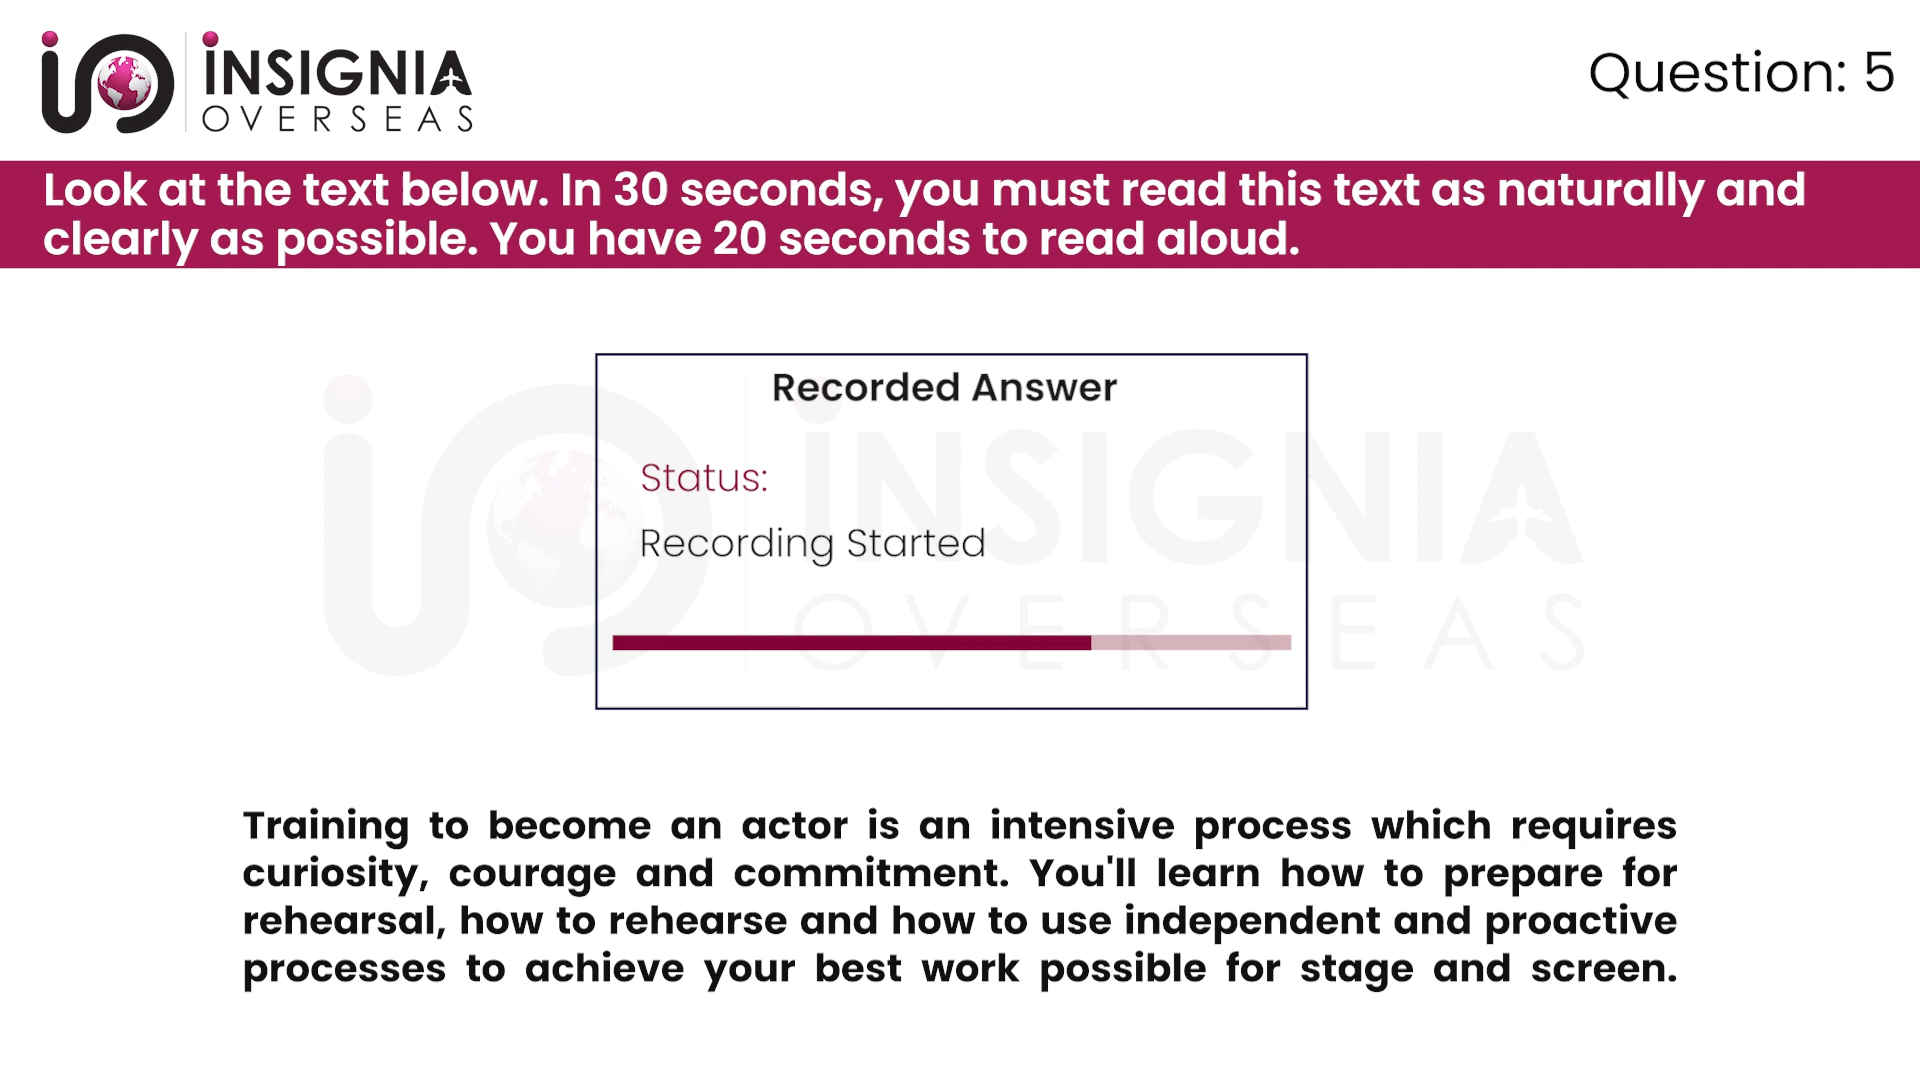 INSIGNIA
OVERSEAS
Question: 5
Look at the text below. In 30 seconds, you must read this text as naturally and
clearly as possible. You have 20 seconds to read aloud.
Recorded Answer
Status:
Recording Started
INSIGNIA
OVERSEAS
Training to become an actor is an intensive process which requires
curiosity, courage and commitment. You'll learn how to prepare for
rehearsal, how to rehearse and how to use independent and proactive
processes to achieve your best work possible for stage and screen.